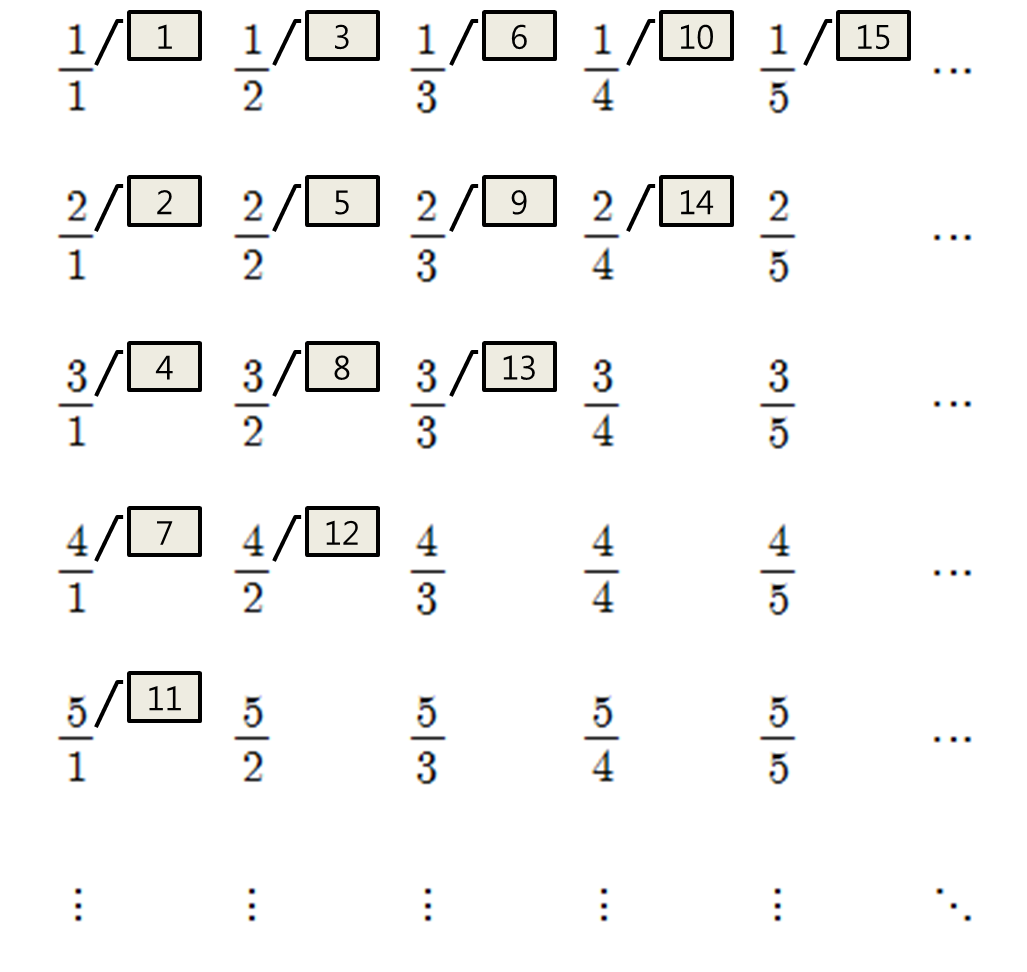 1/1 1 1/2 3 1/3 6 1/4 10 1/5 15 ...
2/1 2 2/2 5 2/3 9 2/4 14 2/5 ...
3/1 4 3/2 8 3/3 13 3/4 3/5 ...
4/1 7 4/2 12 4/3 4/4 4/5 ...
5/1 11 5/2 5/3 5/4 5/5 ...
⋮ ⋮ ⋮ ⋮ ⋮ ⋱